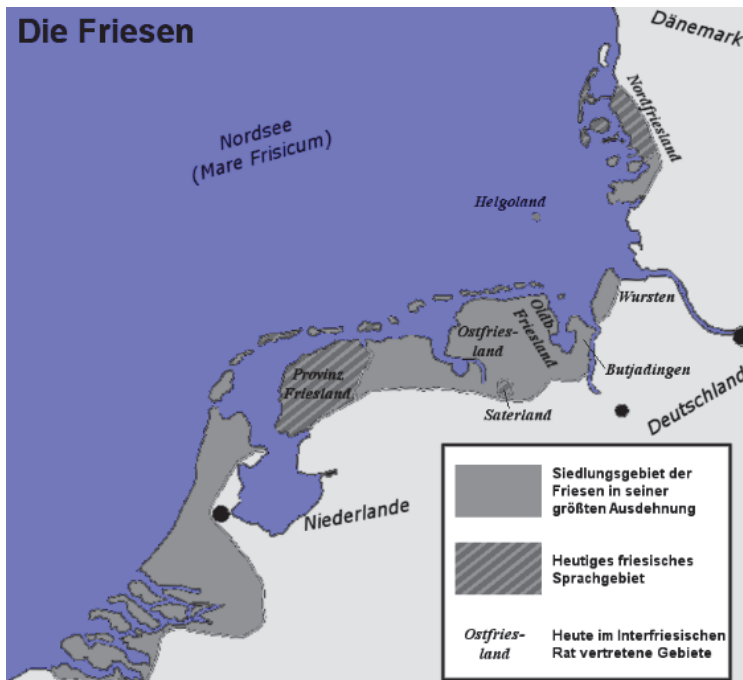 Die Friesen
Dänemark
Nordfriesland
Nordsee
(Mare Frisicum)
Helgoland
Wursten
Oldb.
Friesland
Ostfries-
land
Butjadingen
Provinz
Friesland
Saterland
Deutschland
Niederlande
Siedlungsgebiet der
Friesen in seiner
größten Ausdehnung
Heutiges friesisches
Sprachgebiet
Ostfries-
land
Heute im Interfriesischen
Rat vertretene Gebiete